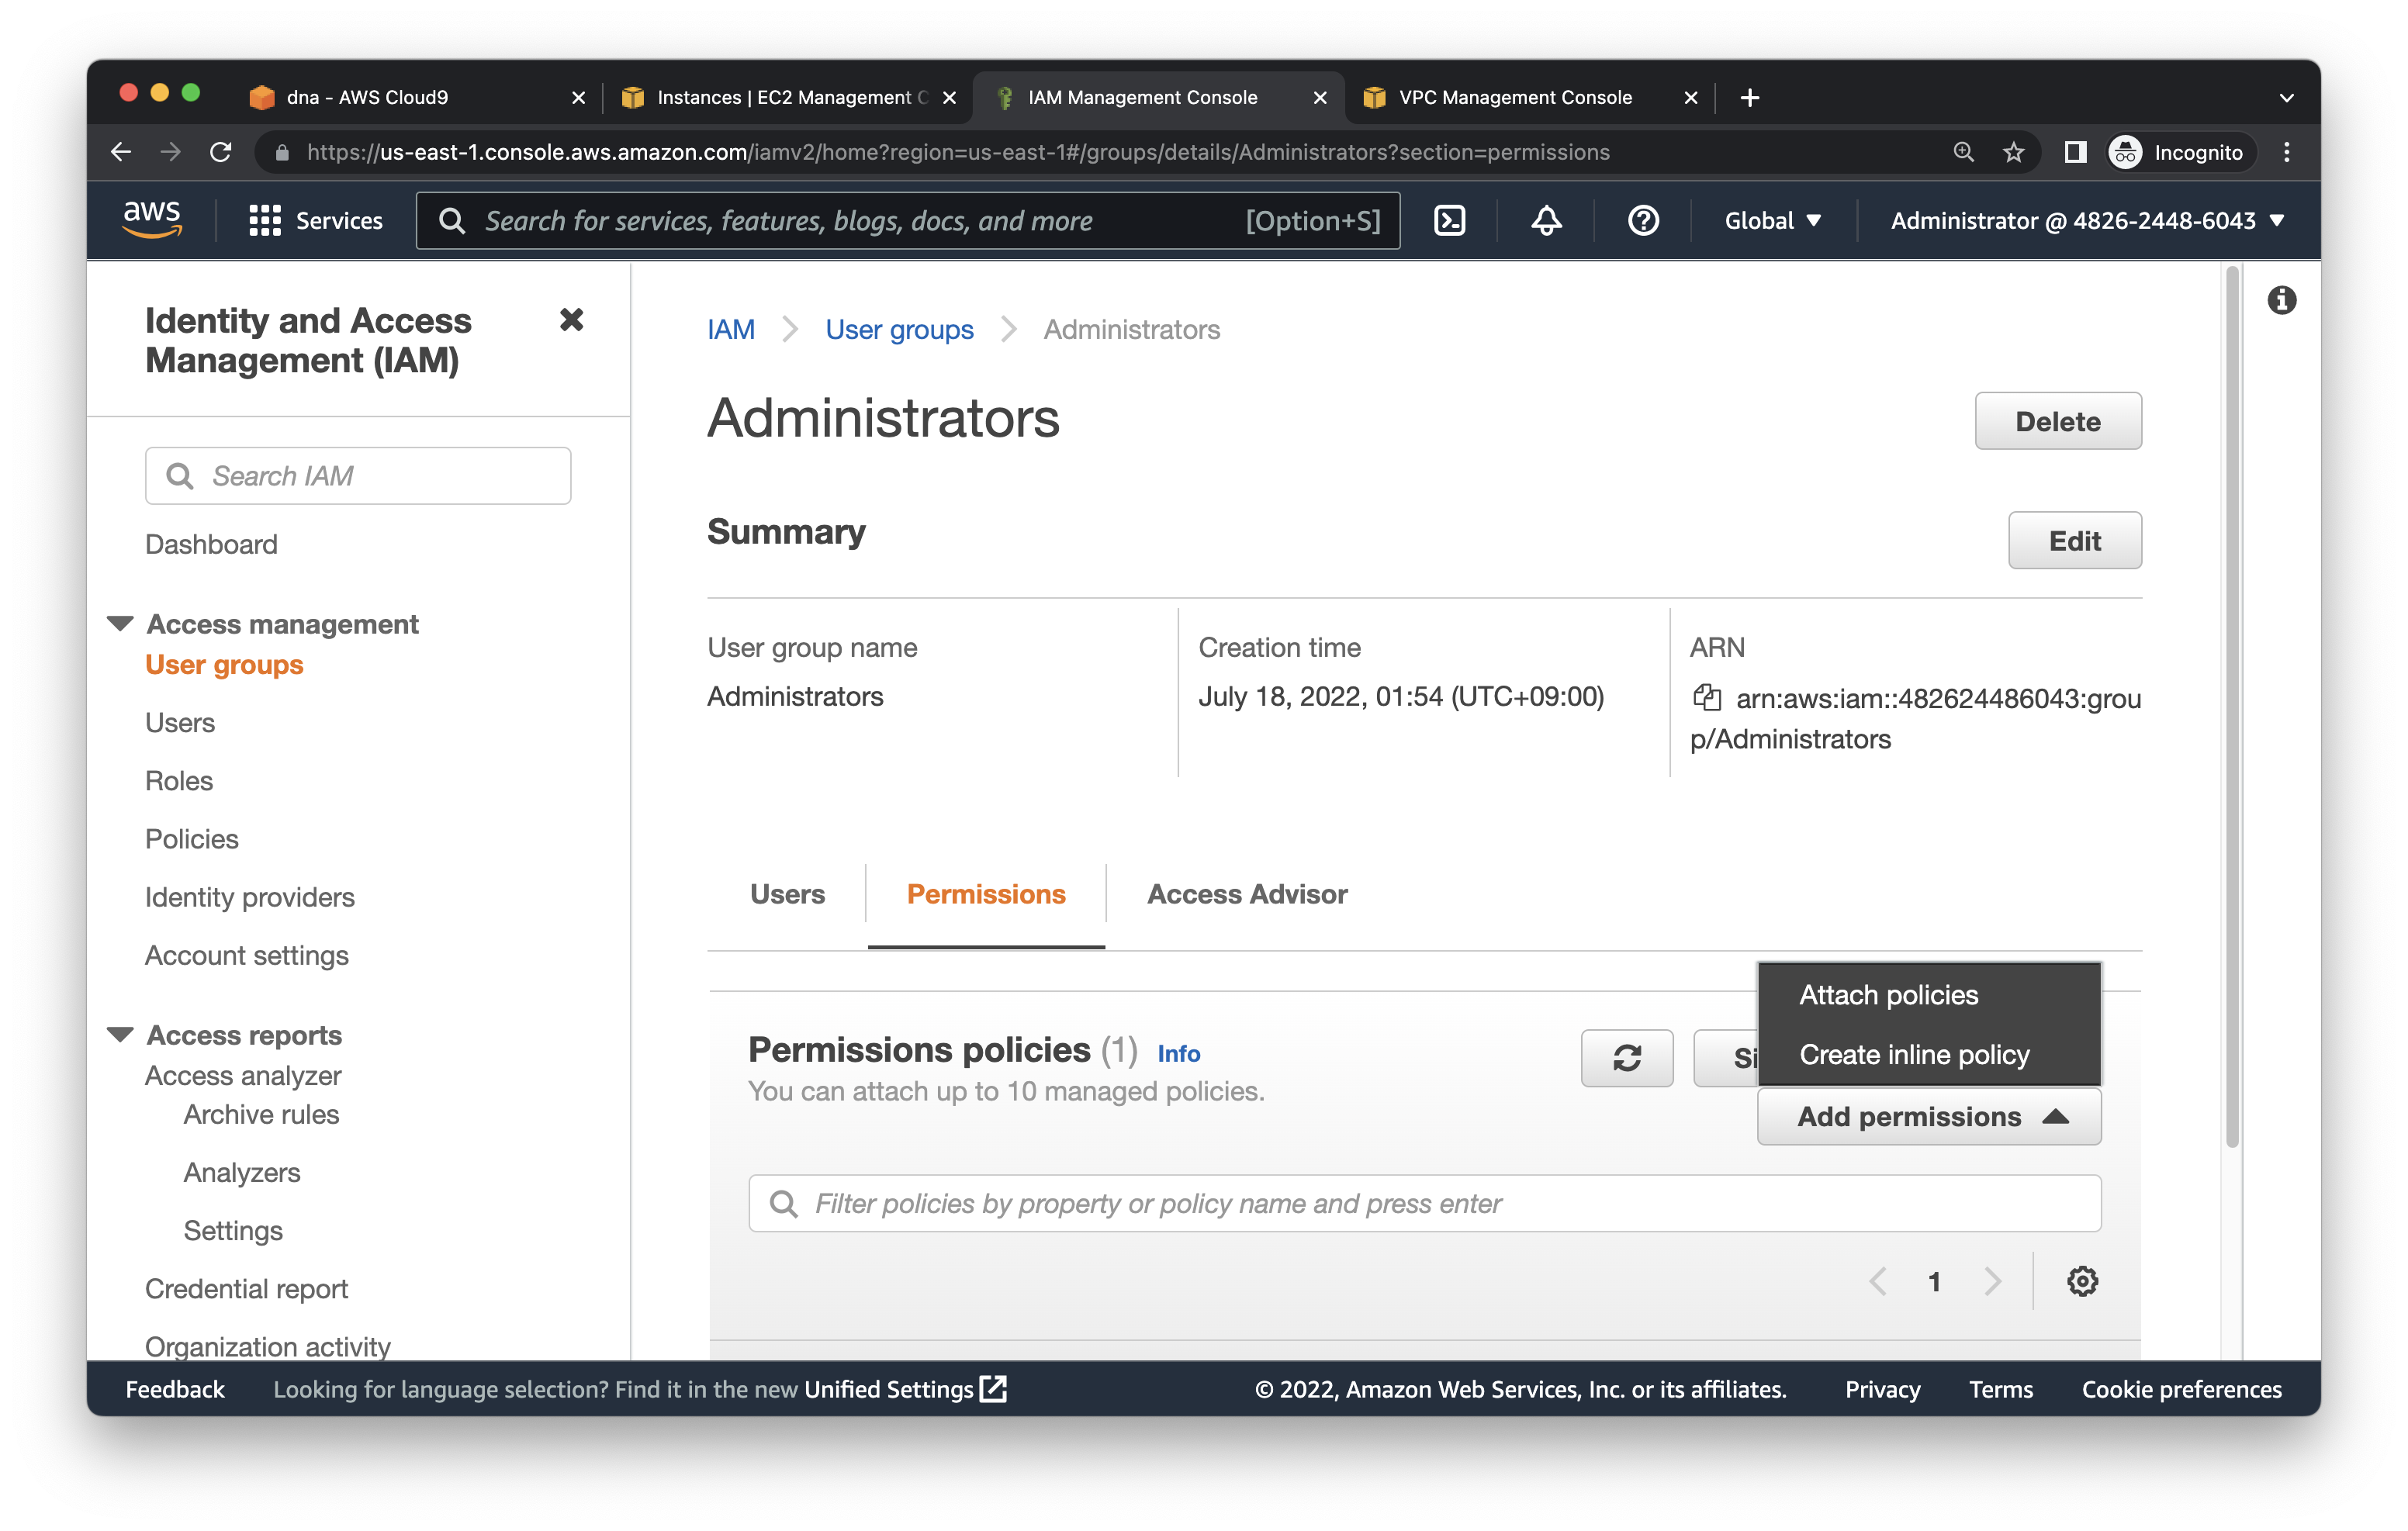 dna - AWS Cloud9
Instances | EC2 Management C
IAM Management Console
VPC Management Console
https://us-east-1.console.aws.amazon.com/iamv2/home?region=us-east-1#/groups/details/Administrators?section=permissions
Incognito
aws
Services
Search for services, features, blogs, docs, and more
[Option+S]
Global
Administrator @ 4826-2448-6043
Identity and Access
Management (IAM)
Search IAM
Dashboard
Access management
User groups
Users
Roles
Policies
Identity providers
Account settings
Access reports
Access analyzer
Archive rules
Analyzers
Settings
Credential report
Organization activity
IAM
User groups
Administrators
Administrators
Delete
Summary
Edit
User group name
Administrators
Creation time
July 18, 2022, 01:54 (UTC+09:00)
ARN
arn:aws:iam::482624486043:grou
p/Administrators
Users
Permissions
Access Advisor
Permissions policies (1) Info
You can attach up to 10 managed policies.
Si
Attach policies
Create inline policy
Add permissions
Filter policies by property or policy name and press enter
1
Feedback
Looking for language selection? Find it in the new Unified Settings
© 2022, Amazon Web Services, Inc. or its affiliates.
Privacy
Terms
Cookie preferences